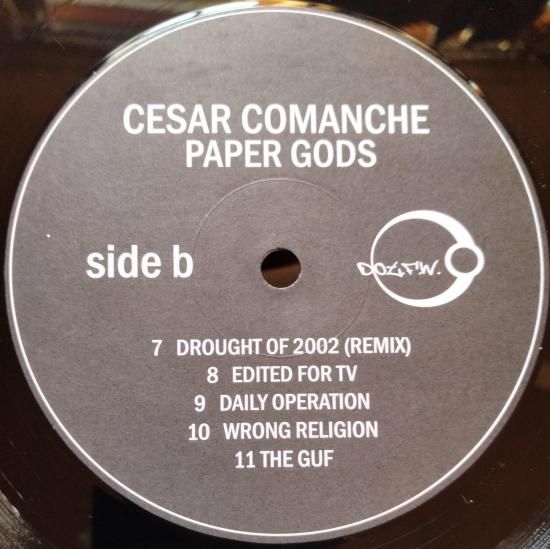 CESAR COMANCHE
PAPER GODS
side b
DOZ4F'W.
7 DROUGHT OF 2002 (REMIX)
8 EDITED FOR TV
9 DAILY OPERATION
10 WRONG RELIGION
11 THE GUF